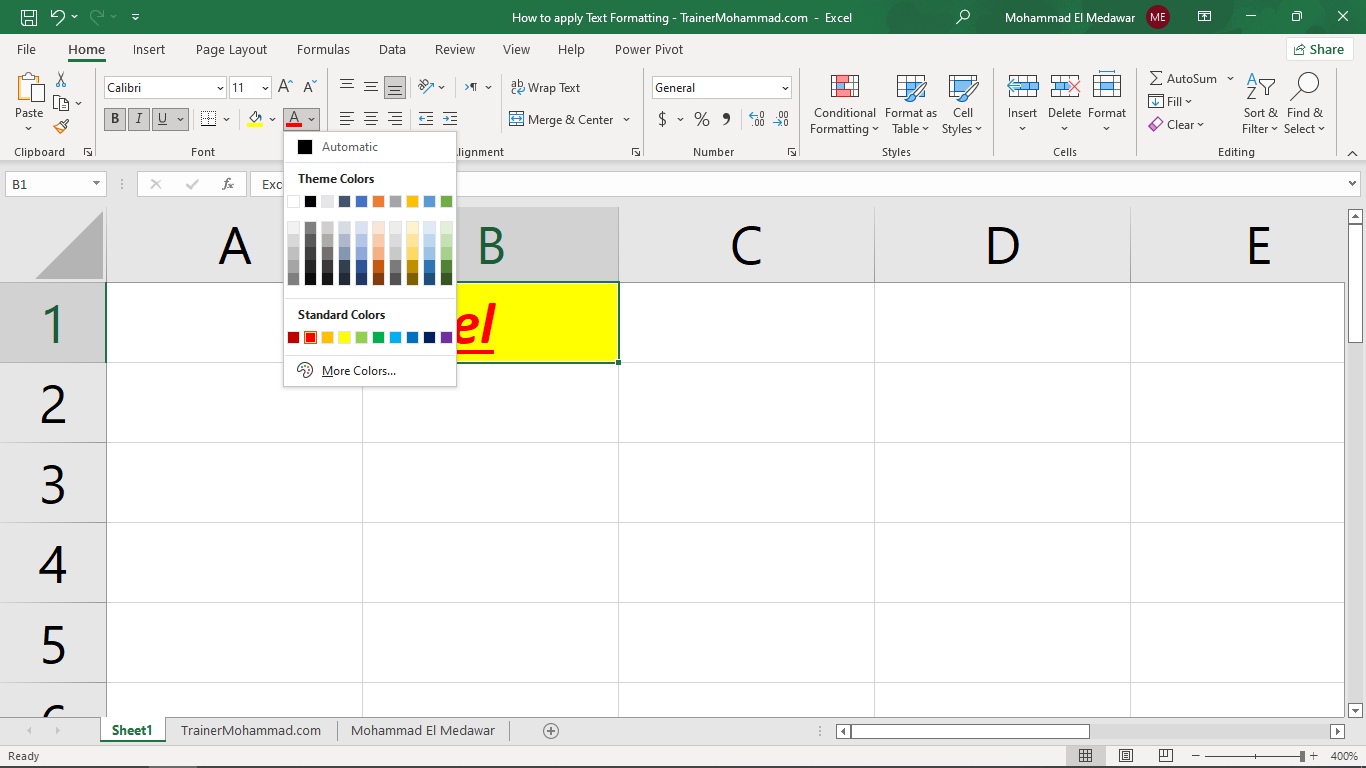 How to apply Text Formatting - TrainerMohammad.com - Excel
Mohammad El Medawar ME
File Home Insert Page Layout Formulas Data Review View Help Power Pivot Share
Paste
Clipboard
Calibri 11
B I U A
Font
Wrap Text
Merge & Center
Alignment
General
$ % 9 .00 .0
Number
Conditional Formatting
Format as Table
Cell Styles
Styles
Insert Delete Format
Cells
AutoSum
Fill
Clear
Sort & Filter
Find & Select
Editing
B1
fx
Automatic
Theme Colors
Standard Colors
More Colors...
A B C D E
1 el
2
3
4
5
6
Sheet1 TrainerMohammad.com Mohammad El Medawar
Ready 400%